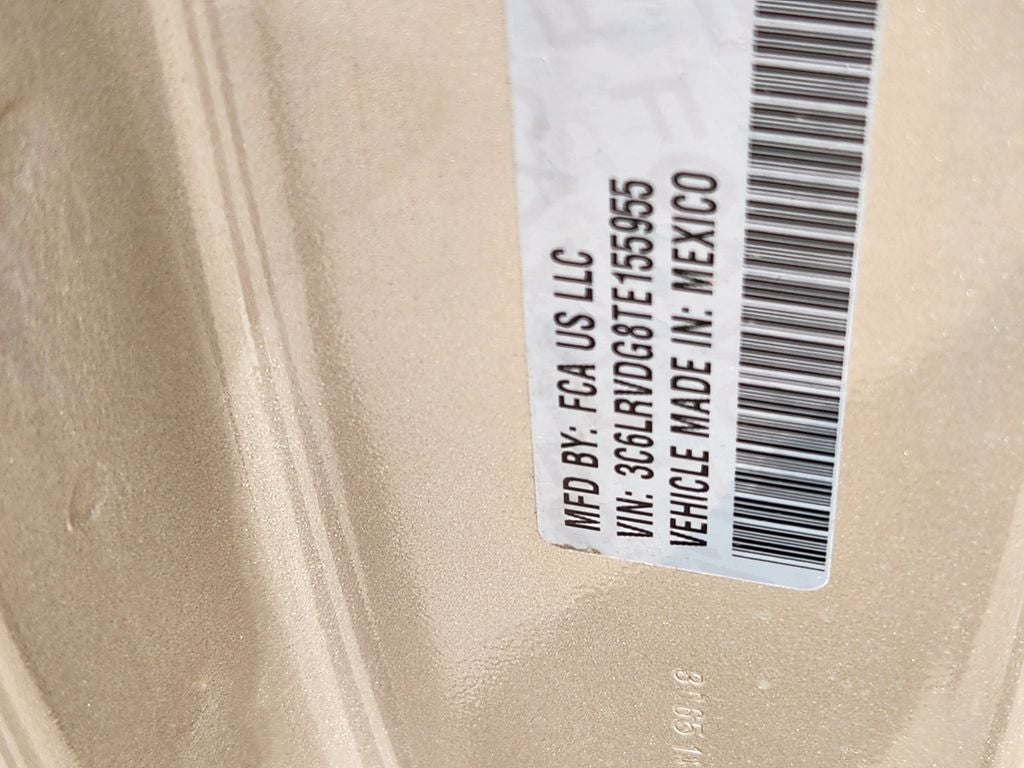 MFD BY: FCA US LLC
VIN: 3C6LRVDG8TE155955
VEHICLE MADE IN: MEXICO